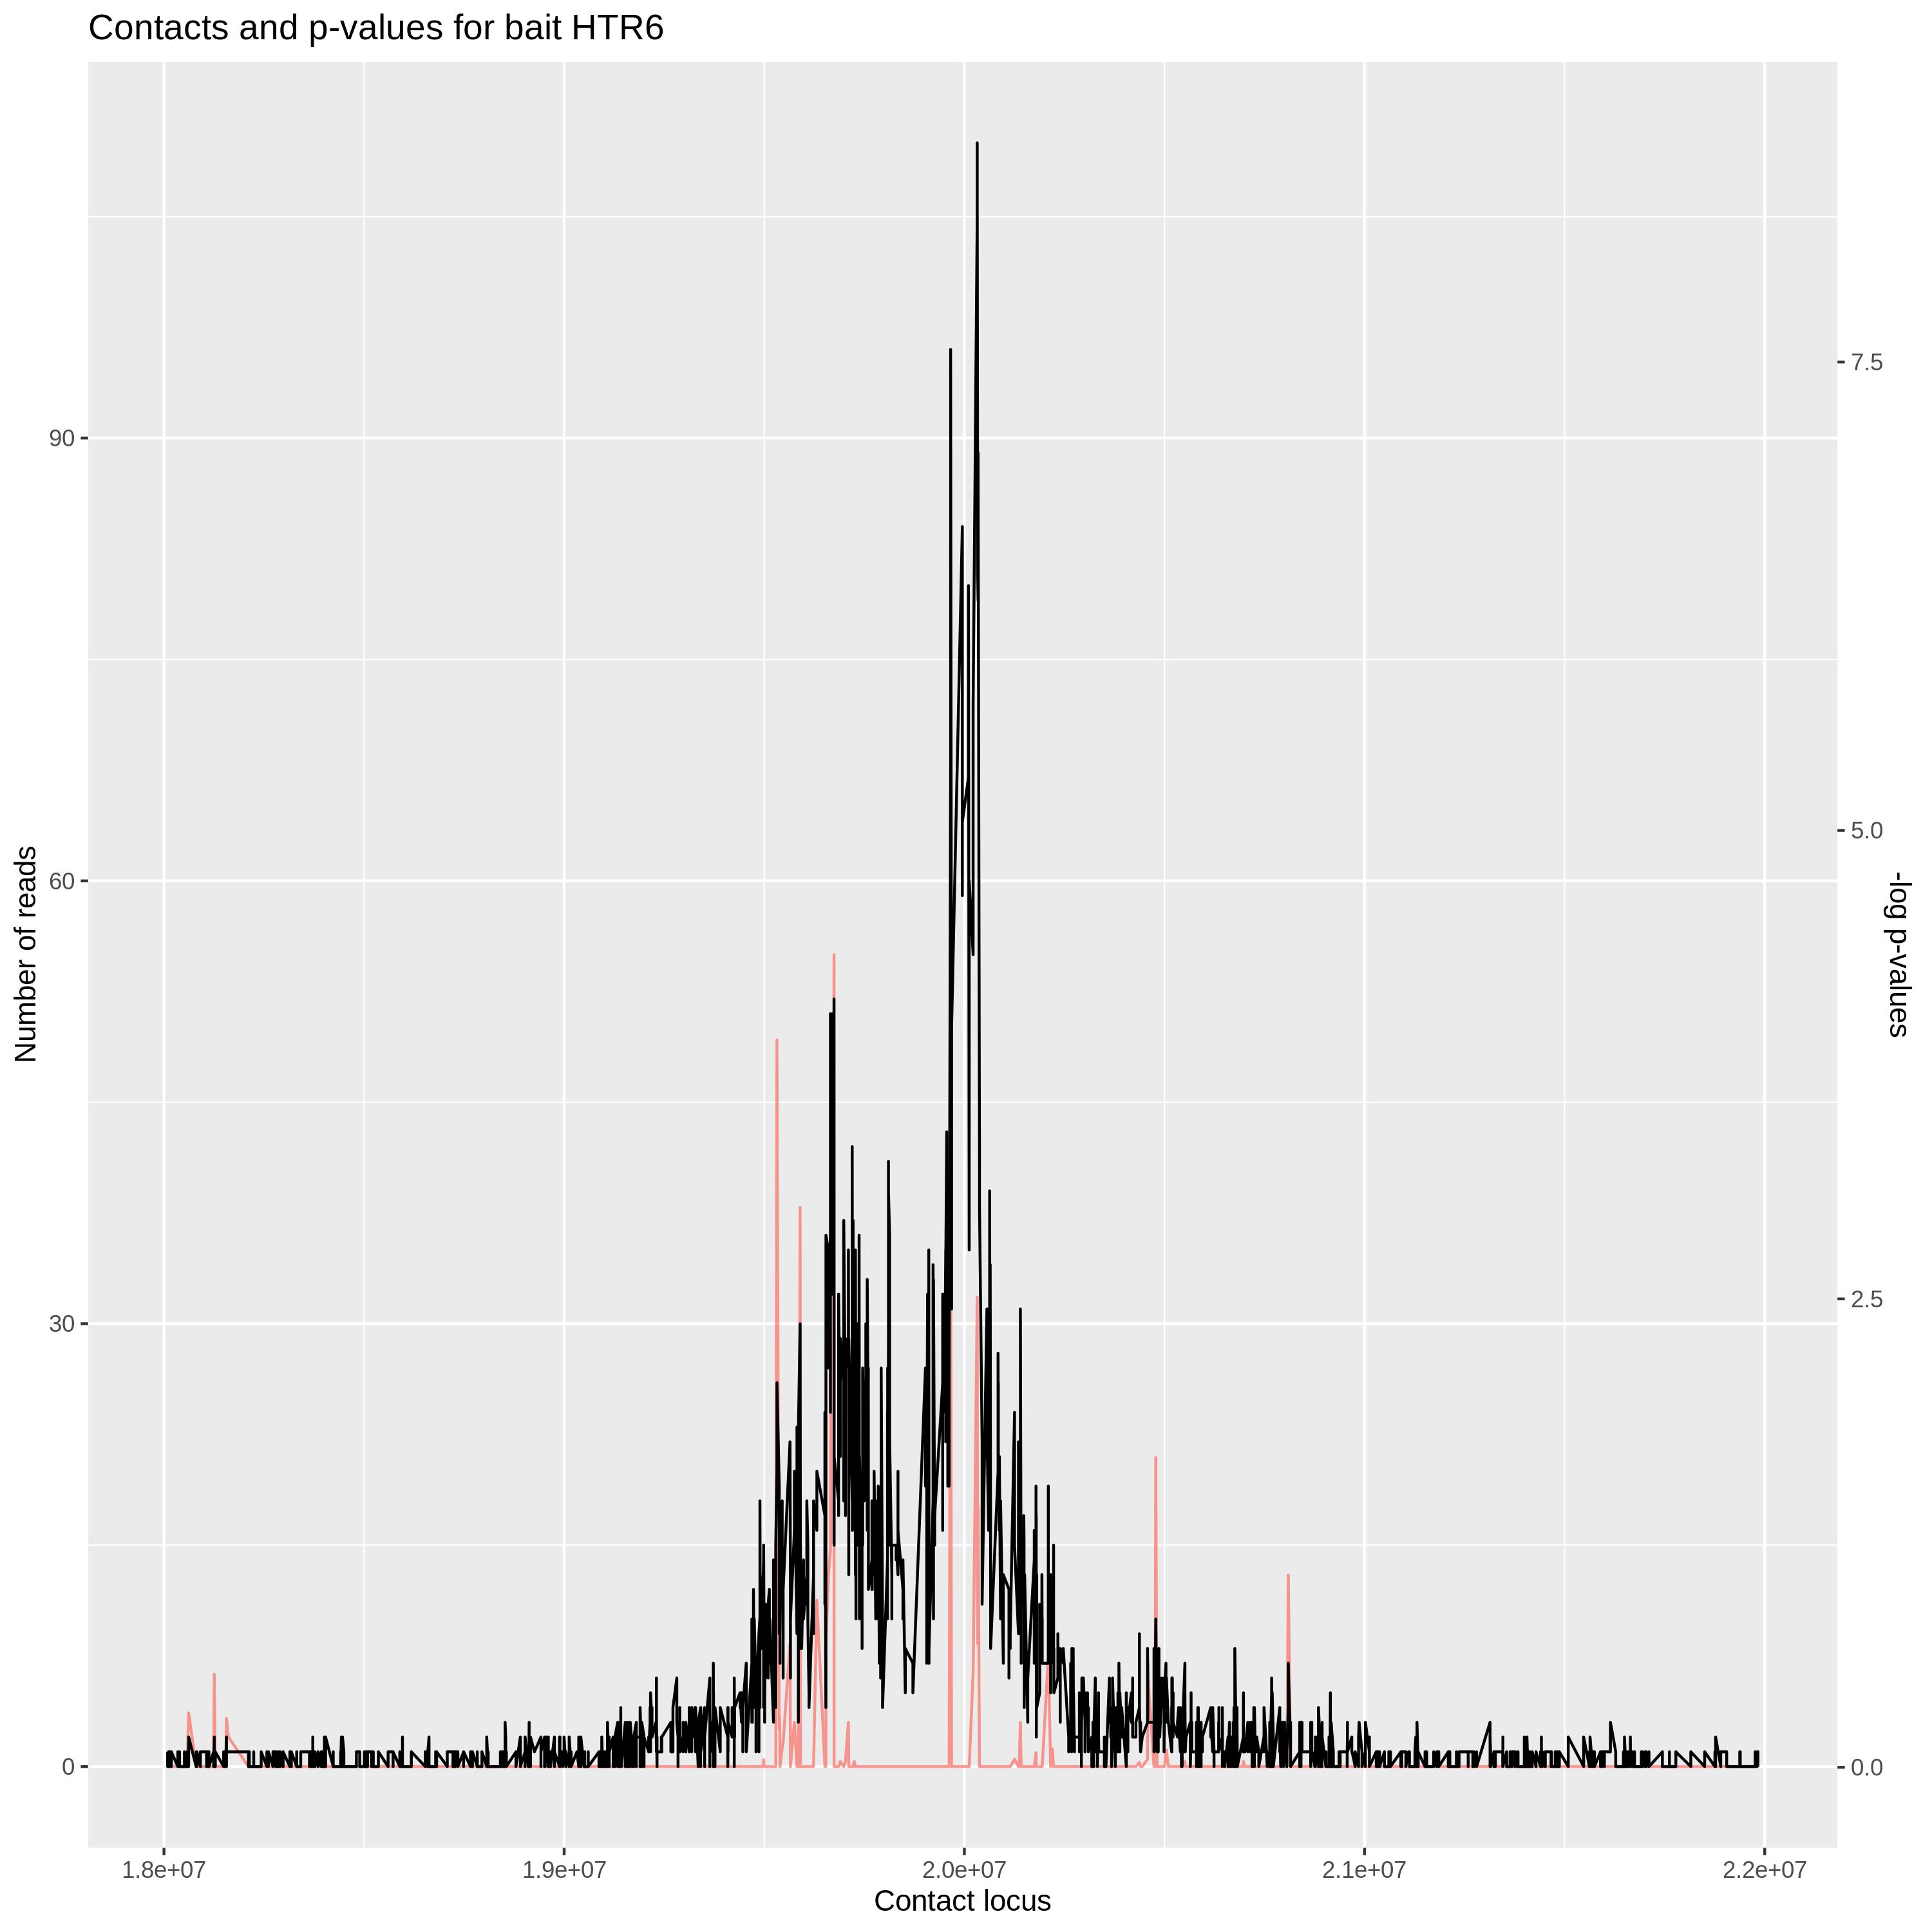 Contacts and p-values for bait HTR6
Number of reads
90
60
30
0
7.5
5.0
2.5
0.0
-log p-values
1.8e+07 1.9e+07 2.0e+07 2.1e+07 2.2e+07
Contact locus